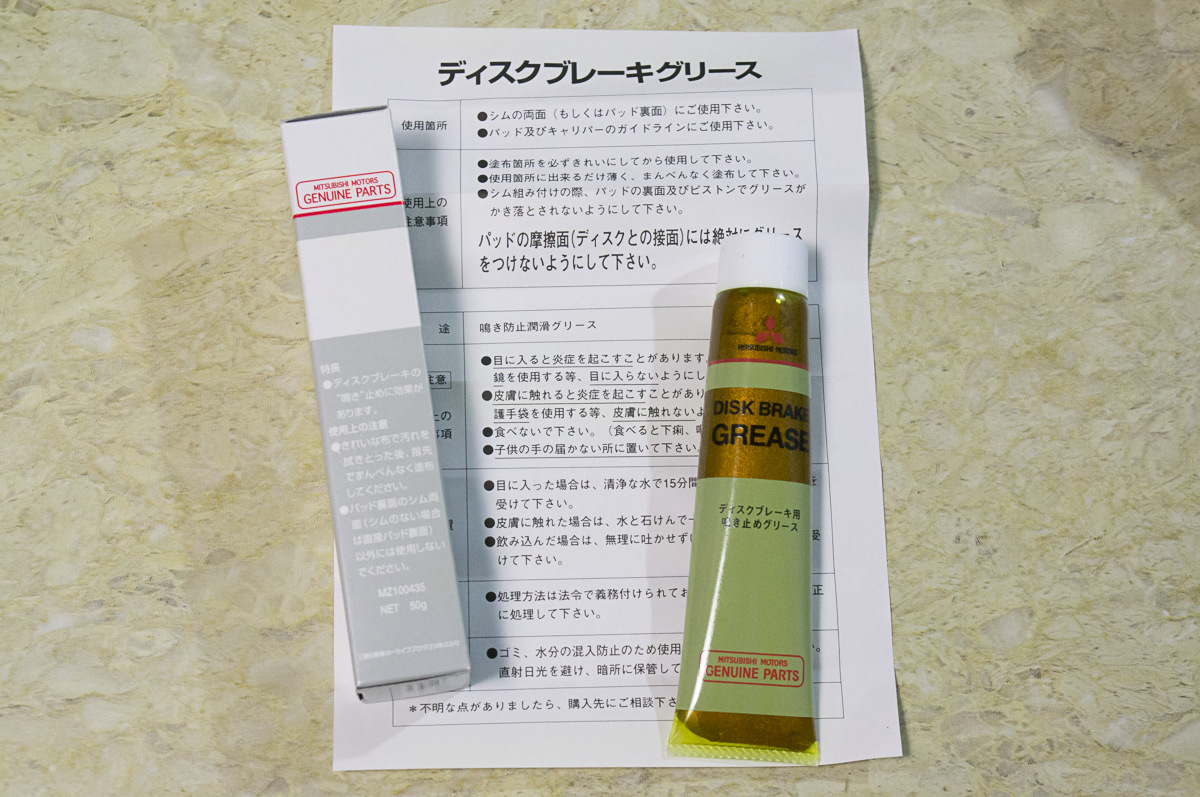 ディスクブレーキグリース
使用箇所
●シムの両面（もしくはパッド裏面）にご使用下さい。
●パッド及びキャリパーのガイドラインにご使用下さい。
使用上の
注意事項
●塗布箇所を必ずきれいにしてから使用して下さい。
●使用箇所に出来るだけ薄く、まんべんなく塗布して下さい。
●シム組み付けの際、パッドの裏面及びピストンでグリースが
かき落とされないようにして下さい。
パッドの摩擦面（ディスクとの接面）には絶対にグリース
をつけないようにして下さい。
途
鳴き防止潤滑グリース
注意
上の
事項
●目に入ると炎症を起こすことがあります。
鏡を使用する等、目に入らないようにし
●皮膚に触れると炎症を起こすことがあり
護手袋を使用する等、皮膚に触れないよ
●食べないで下さい。（食べると下痢、
●子供の手の届かない所に置いて下さい。
置
●目に入った場合は、清浄な水で15分間
を
受けて下さい。
●皮膚に触れた場合は、水と石けんで
●飲み込んだ場合は、無理に吐かせず
受
けて下さい。
●処理方法は法令で義務付けられてお
正
に処理して下さい。
●ゴミ、水分の混入防止のため使用
直射日光を避け、暗所に保管して
＊不明な点がありましたら、購入先にご相談下さ
MITSUBISHI MOTORS
GENUINE PARTS
特長
●ディスクブレーキの
“鳴き”止めに効果が
あります。
使用上の注意
●きれいな布で汚れを
拭きとった後、指先
でまんべんなく塗布
してください。
●パッド裏面のシム両
面（シムのない場合
は直接パッド裏面）
以外には使用しない
でください。
MZ100435
NET 50g
MITSUBISHI MOTORS
DISK BRAKE
GREASE
ディスクブレーキ用
鳴き止めグリース
MITSUBISHI MOTORS
GENUINE PARTS